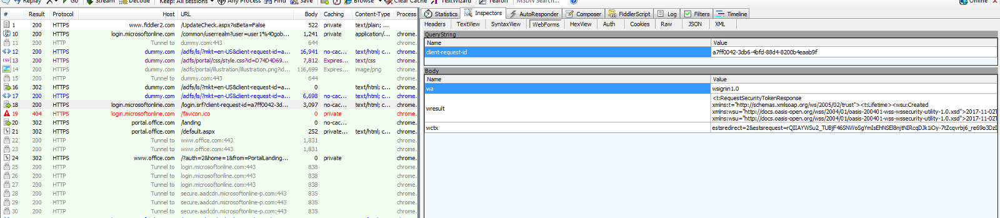 Replay Go Stream Decode Keep: All sessions Any Process Find Save Browse Clear Cache TextWizard Tearoff MSDN Search... Online
# Result Protocol Host URL Body Caching Content-Type Process
1 200 HTTPS www.fiddler2.com /UpdateCheck.aspx?isBeta=False 522 private text/plain; ...
10 200 HTTPS login.microsoftonline.com /common/userrealm?user=user1%40gob... 1,241 private application/... chrome.
11 200 HTTP Tunnel to dummy.com:443 644 chrome.
12 200 HTTPS dummy.com /adfs/ls/?mkt=en-US&client-request-id=a... 16,941 no-cac... text/html; c... chrome.
13 200 HTTPS dummy.com /adfs/portal/css/style.css?id=D74D4D69... 7,812 Expires... text/css chrome.
14 200 HTTPS dummy.com /adfs/portal/illustration/illustration.png?id... 116,699 Expires... image/png chrome.
15 200 HTTP Tunnel to dummy.com:443 644 chrome.
16 302 HTTPS dummy.com /adfs/ls/?mkt=en-US&client-request-id=a... 0 text/html; c... chrome.
17 200 HTTPS dummy.com /adfs/ls/?mkt=en-US&client-request-id=a... 6,698 no-cac... text/html; c... chrome.
18 200 HTTPS login.microsoftonline.com /login.srf?client-request-id=a7ff0042-3d... 3,097 no-cac... text/html; c... chrome.
19 404 HTTPS login.microsoftonline.com /favicon.ico 0 private chrome.
20 302 HTTPS portal.office.com /landing 0 no-cac... text/html; c... chrome.
21 302 HTTPS portal.office.com /default.aspx 252 private... text/html; c... chrome.
22 200 HTTP Tunnel to www.office.com:443 1,831 chrome.
23 200 HTTP Tunnel to www.office.com:443 1,831 chrome.
24 302 HTTPS www.office.com /?auth=2&home=1&from=PortalLanding... 0 private chrome.
25 200 HTTP Tunnel to login.microsoftonline.com:443 838 chrome.
26 200 HTTP Tunnel to login.microsoftonline.com:443 838 chrome.
27 200 HTTP Tunnel to login.microsoftonline.com:443 838 chrome.
28 200 HTTP Tunnel to secure.aadcdn.microsoftonline-p.com:443 835 chrome.
29 200 HTTP Tunnel to secure.aadcdn.microsoftonline-p.com:443 835 chrome.
30 200 HTTP Tunnel to secure.aadcdn.microsoftonline-p.com:443 835 chrome.
Statistics Inspectors AutoResponder Composer FiddlerScript Log Filters Timeline
Headers TextView SyntaxView WebForms HexView Auth Cookies Raw JSON XML
QueryString
Name Value
client-request-id a7ff0042-3db6-4bfd-88d4-8200b4eaab9f
Body
Name Value
wa wsignin1.0
<t:RequestSecurityTokenResponse
xmlns:t="http://schemas.xmlsoap.org/ws/2005/02/trust"><t:Lifetime><wsu:Created
wresult xmlns:wsu="http://docs.oasis-open.org/wss/2004/01/oasis-200401-wss-wssecurity-utility-1.0.xsd">2017-11-02T
xmlns:wsu="http://docs.oasis-open.org/wss/2004/01/oasis-200401-wss-wssecurity-utility-1.0.xsd">2017-11-02T
wctx